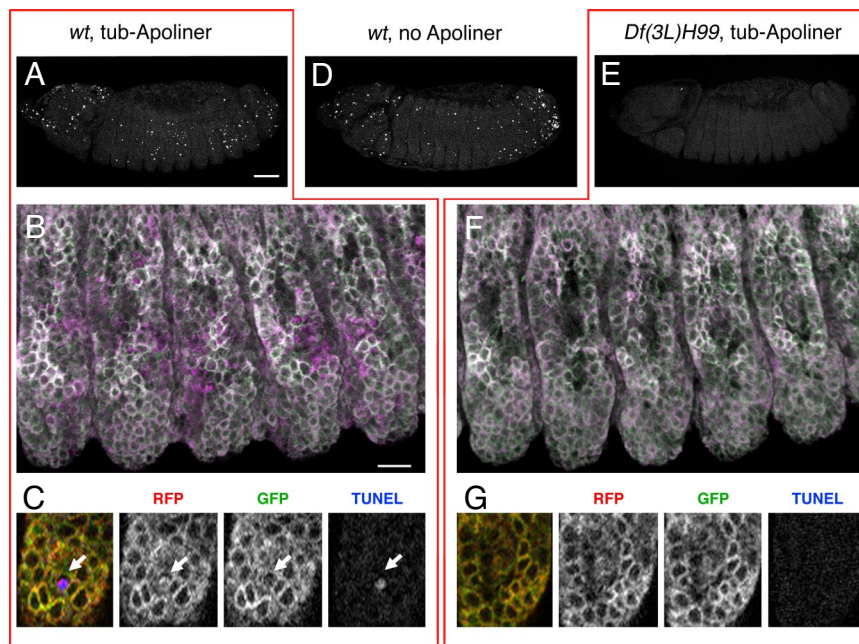 wt, tub-Apoliner
wt, no Apoliner
Df(3L)H99, tub-Apoliner
A
D
E
B
F
C
RFP
GFP
TUNEL
G
RFP
GFP
TUNEL